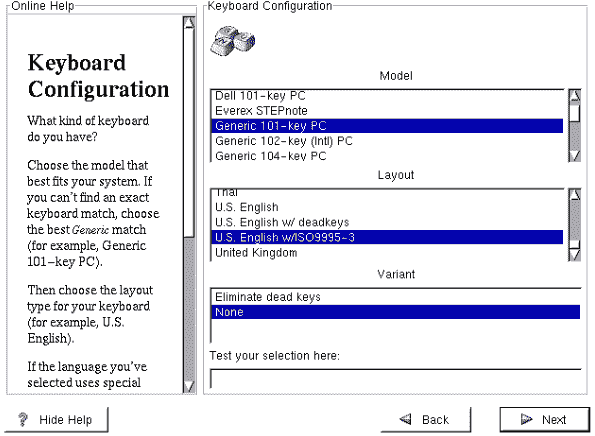 Online Help
Keyboard
Configuration
What kind of keyboard
do you have?
Choose the model that
best fits your system. If
you can't find an exact
keyboard match, choose
the best Generic match
(for example, Generic
101-key PC).
Then choose the layout
type for your keyboard
(for example, U.S.
English).
If the language you've
selected uses special
Keyboard Configuration
Model
Dell 101-key PC
Everex STEPnote
Generic 101-key PC
Generic 102-key (Intl) PC
Generic 104-key PC
Layout
Thai
U.S. English
U.S. English w/ deadkeys
U.S. English w/ISO9995-3
United Kingdom
Variant
Eliminate dead keys
None
Test your selection here:
Hide Help
Back
Next